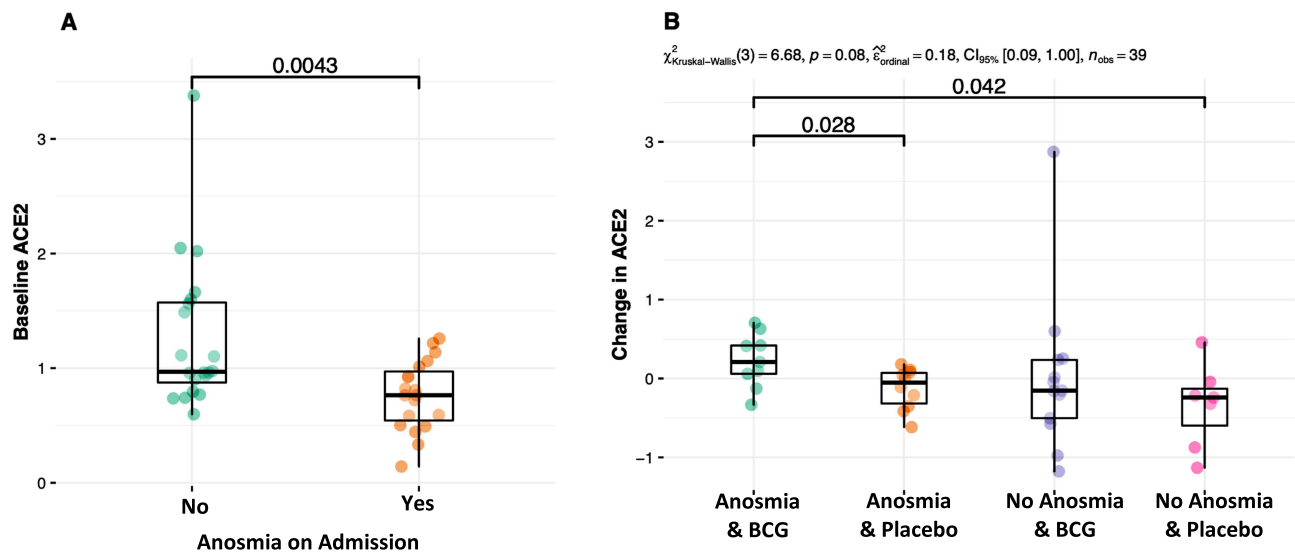 A
0.0043
3
2
1
0
Baseline ACE2
No
Yes
Anosmia on Admission
B
χ²Kruskal−Wallis(3) = 6.68, p = 0.08, ε̂²ordinal = 0.18, CI95% [0.09, 1.00], nobs = 39
0.042
0.028
3
2
1
0
−1
Change in ACE2
Anosmia
& BCG
Anosmia
& Placebo
No Anosmia
& BCG
No Anosmia
& Placebo